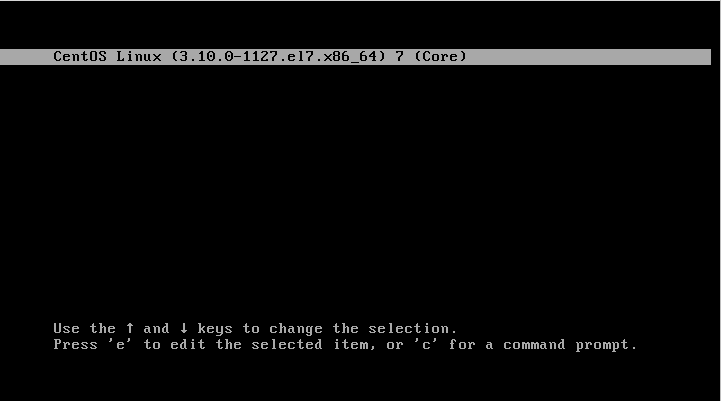 CentOS Linux (3.10.0-1127.el7.x86_64) 7 (Core)
Use the ↑ and ↓ keys to change the selection.
Press 'e' to edit the selected item, or 'c' for a command prompt.